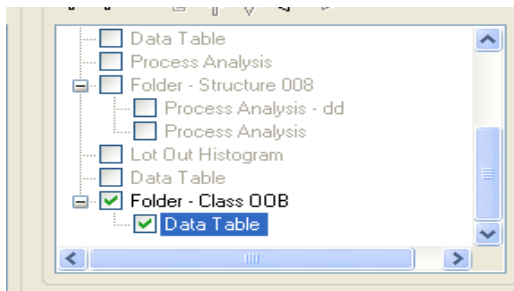 Data Table
Process Analysis
Folder - Structure 008
Process Analysis - dd
Process Analysis
Lot Out Histogram
Data Table
Folder - Class OOB
Data Table